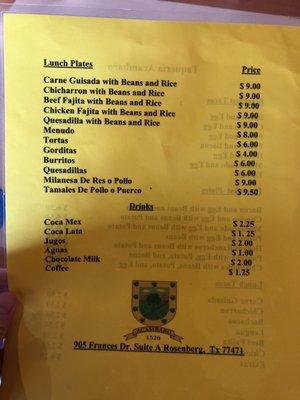 Lunch Plates Price
Carne Guisada with Beans and Rice $ 9.00
Chicharron with Beans and Rice $ 9.00
Beef Fajita with Beans and Rice $ 9.00
Chicken Fajita with Beans and Rice $ 9.00
Quesadilla with Beans and Rice $ 9.00
Menudo $ 8.00
Tortas $ 6.00
Gorditas $ 4.00
Burritos $ 6.00
Quesadillas $ 6.00
Milanesa De Res o Pollo $ 9.00
Tamales De Pollo o Puerco $ 9.50
Drinks
Coca Mex $ 2.25
Coca Lata $ 1. 25
Jugos $ 2.00
Aguas $ 1.00
Chocolate Milk $ 2.00
Coffee $ 1.25
ACAMBARO
1526
905 Frances Dr. Suite A Rosenberg, Tx 77471